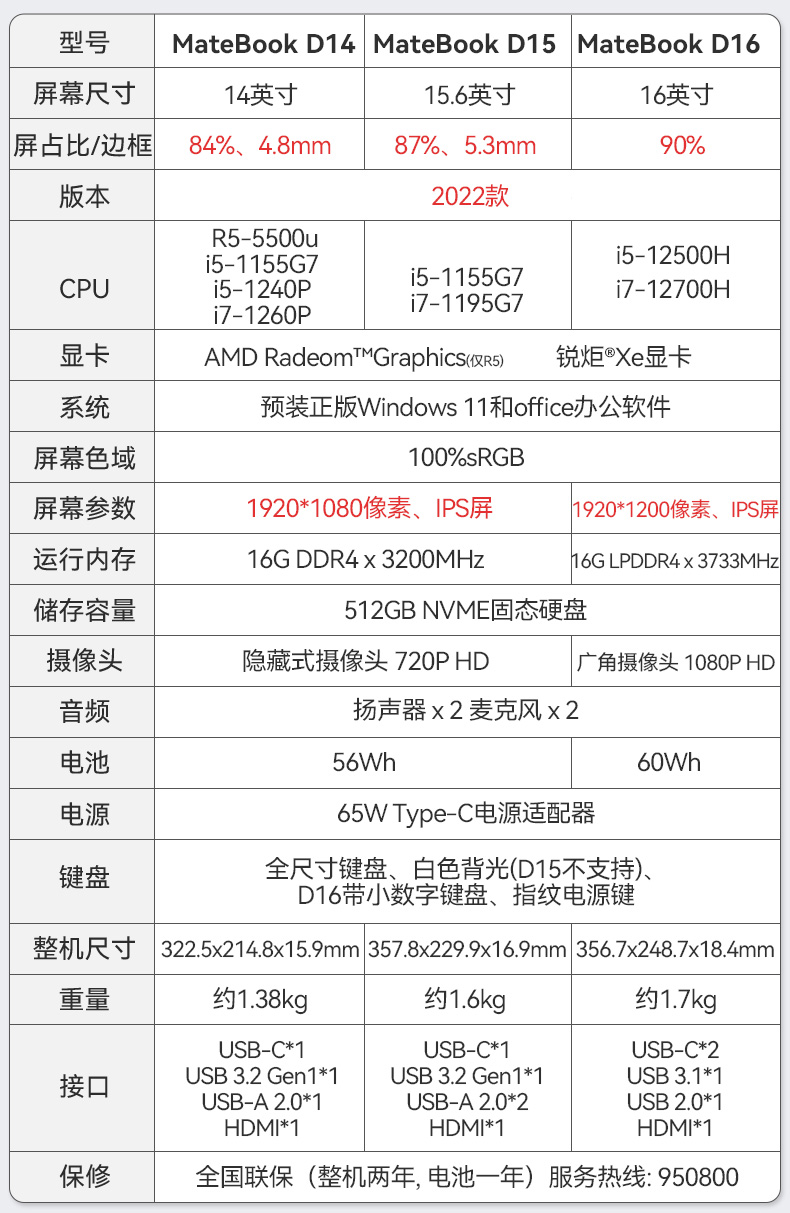 型号 MateBook D14 MateBook D15 MateBook D16
屏幕尺寸 14英寸 15.6英寸 16英寸
屏占比/边框 84%、4.8mm 87%、5.3mm 90%
版本 2022款
CPU
R5-5500u
i5-1155G7
i5-1240P
i7-1260P
i5-1155G7
i7-1195G7
i5-12500H
i7-12700H
显卡 AMD Radeom™Graphics(仅R5) 锐炬®Xe显卡
系统 预装正版Windows 11和office办公软件
屏幕色域 100%sRGB
屏幕参数 1920*1080像素、IPS屏 1920*1200像素、IPS屏
运行内存 16G DDR4 x 3200MHz 16G LPDDR4 x 3733MHz
储存容量 512GB NVME固态硬盘
摄像头 隐藏式摄像头 720P HD 广角摄像头 1080P HD
音频 扬声器 x 2 麦克风 x 2
电池 56Wh 60Wh
电源 65W Type-C电源适配器
键盘
全尺寸键盘、白色背光(D15不支持)、
D16带小数字键盘、指纹电源键
整机尺寸 322.5x214.8x15.9mm 357.8x229.9x16.9mm 356.7x248.7x18.4mm
重量 约1.38kg 约1.6kg 约1.7kg
接口
USB-C*1
USB 3.2 Gen1*1
USB-A 2.0*1
HDMI*1
USB-C*1
USB 3.2 Gen1*1
USB-A 2.0*2
HDMI*1
USB-C*2
USB 3.1*1
USB 2.0*1
HDMI*1
保修 全国联保（整机两年, 电池一年）服务热线: 950800